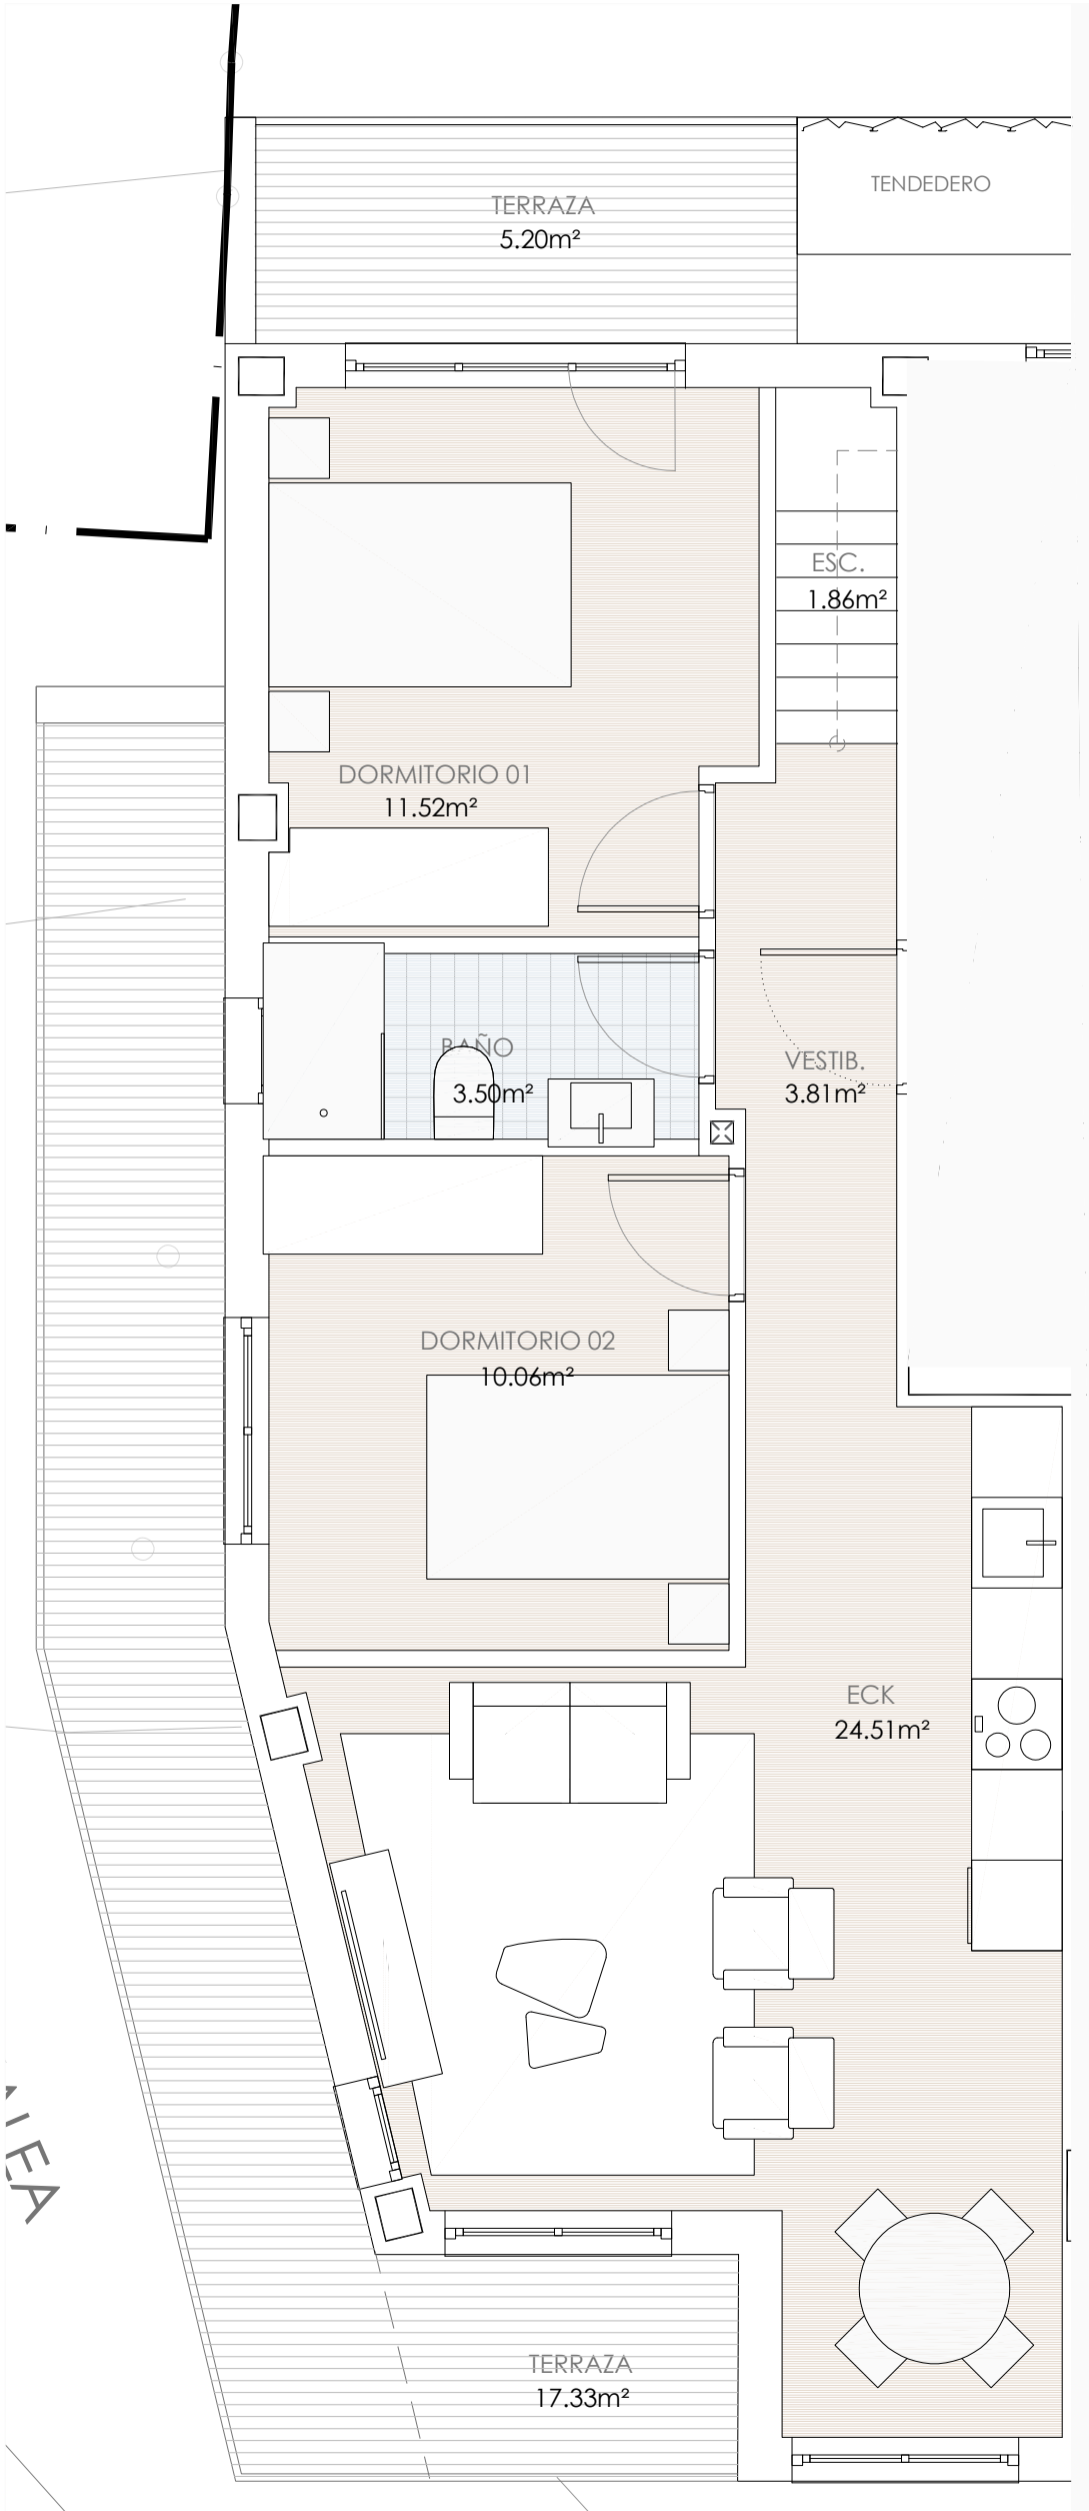 TERRAZA
5.20m²
TENDEDERO
ESC.
1.86m²
DORMITORIO 01
11.52m²
BAÑO
3.50m²
VESTIB.
3.81m²
DORMITORIO 02
10.06m²
ECK
24.51m²
TERRAZA
17.33m²